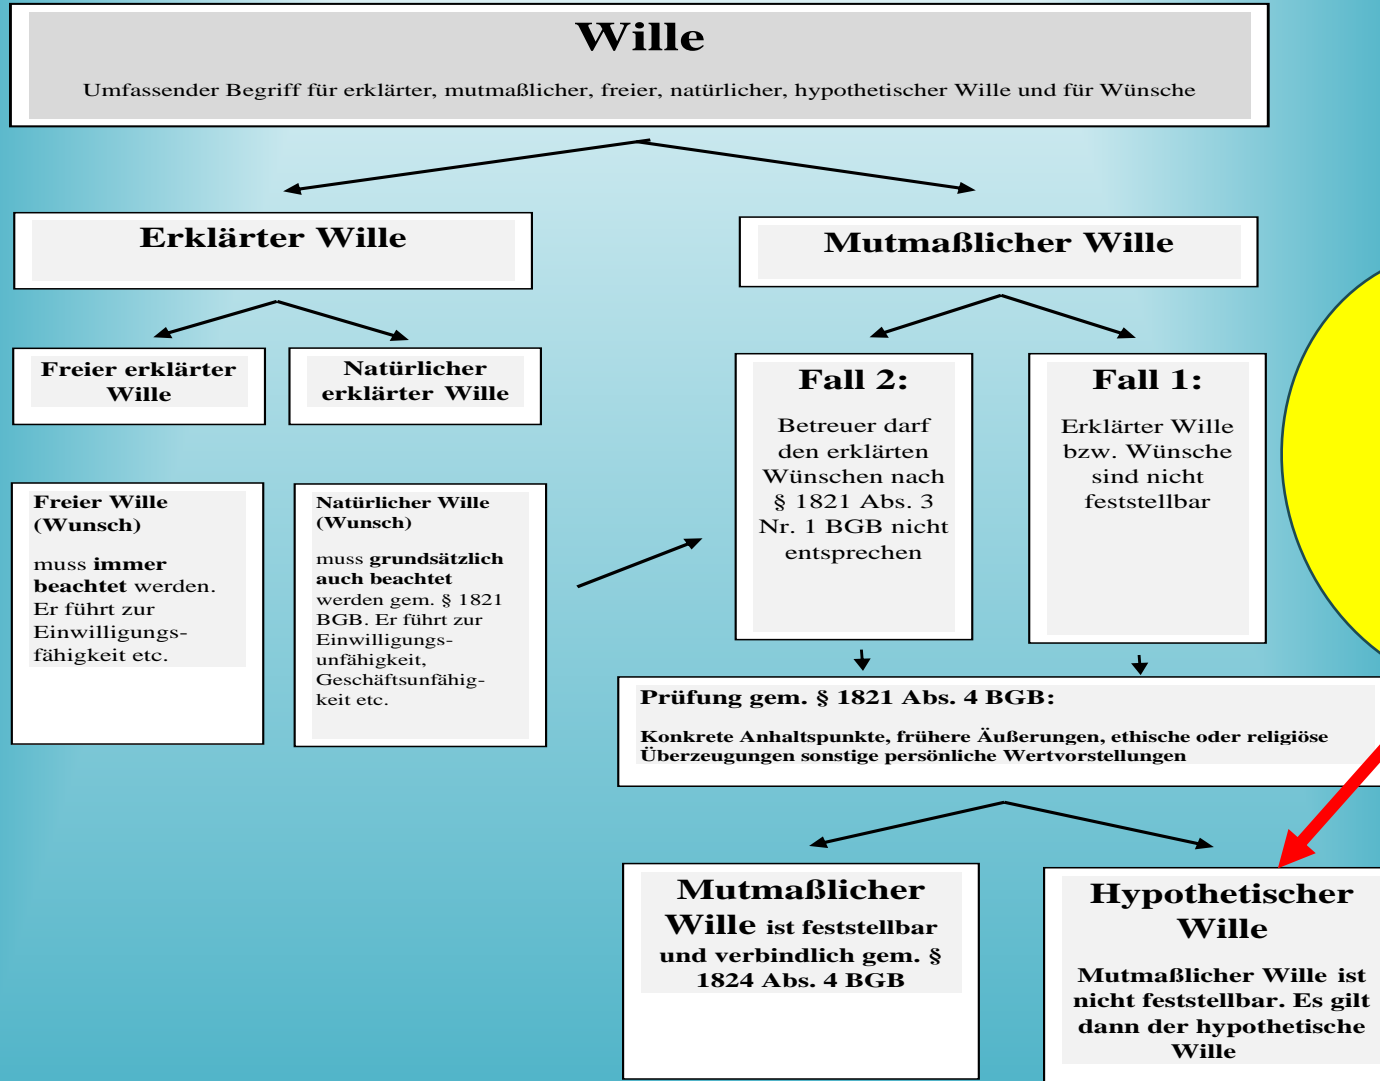 Wille
Umfassender Begriff für erklärter, mutmaßlicher, freier, natürlicher, hypothetischer Wille und für Wünsche
Erklärter Wille
Mutmaßlicher Wille
Freier erklärter
Wille
Natürlicher
erklärter Wille
Freier Wille
(Wunsch)
muss immer
beachtet werden.
Er führt zur
Einwilligungs-
fähigkeit etc.
Natürlicher Wille
(Wunsch)
muss grundsätzlich
auch beachtet
werden gem. § 1821
BGB. Er führt zur
Einwilligungs-
unfähigkeit,
Geschäftsunfähig-
keit etc.
Fall 2:
Betreuer darf
den erklärten
Wünschen nach
§ 1821 Abs. 3
Nr. 1 BGB nicht
entsprechen
Fall 1:
Erklärter Wille
bzw. Wünsche
sind nicht
feststellbar
Prüfung gem. § 1821 Abs. 4 BGB:
Konkrete Anhaltspunkte, frühere Äußerungen, ethische oder religiöse
Überzeugungen sonstige persönliche Wertvorstellungen
Mutmaßlicher
Wille ist feststellbar
und verbindlich gem. §
1824 Abs. 4 BGB
Hypothetischer
Wille
Mutmaßlicher Wille ist
nicht feststellbar. Es gilt
dann der hypothetische
Wille